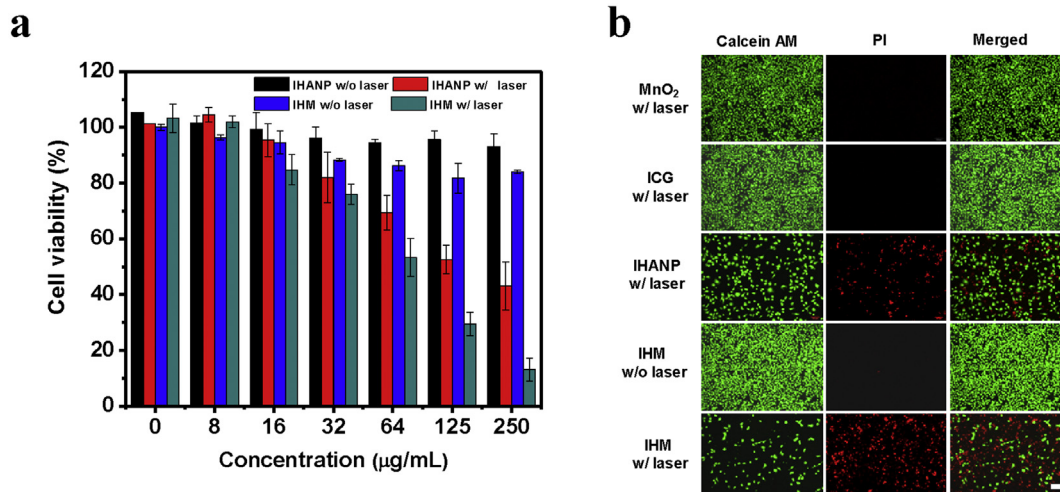 a
120
100
80
60
40
20
0
Cell viability (%)
IHANP w/o laser IHANP w/ laser
IHM w/o laser IHM w/ laser
0 8 16 32 64 125 250
Concentration (μg/mL)
b
Calcein AM PI Merged
MnO₂
w/ laser
ICG
w/ laser
IHANP
w/ laser
IHM
w/o laser
IHM
w/ laser